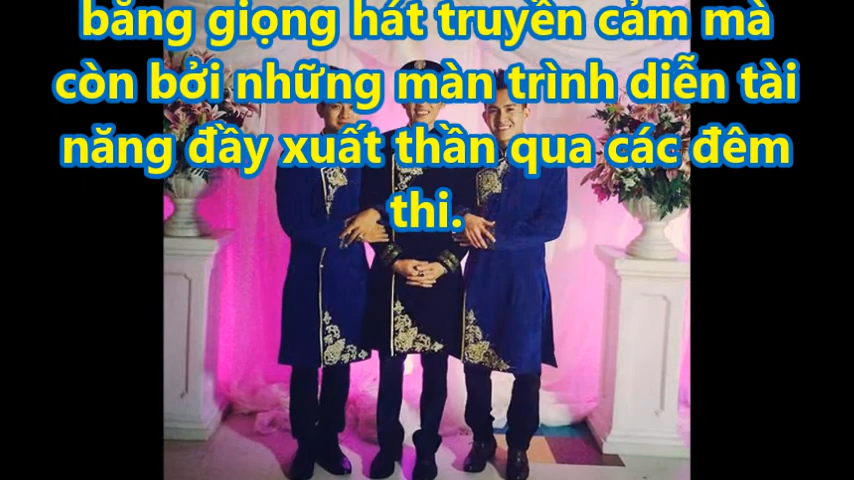 bằng giọng hát truyền cảm mà
còn bởi những màn trình diễn tài
năng đầy xuất thần qua các đêm
thi.